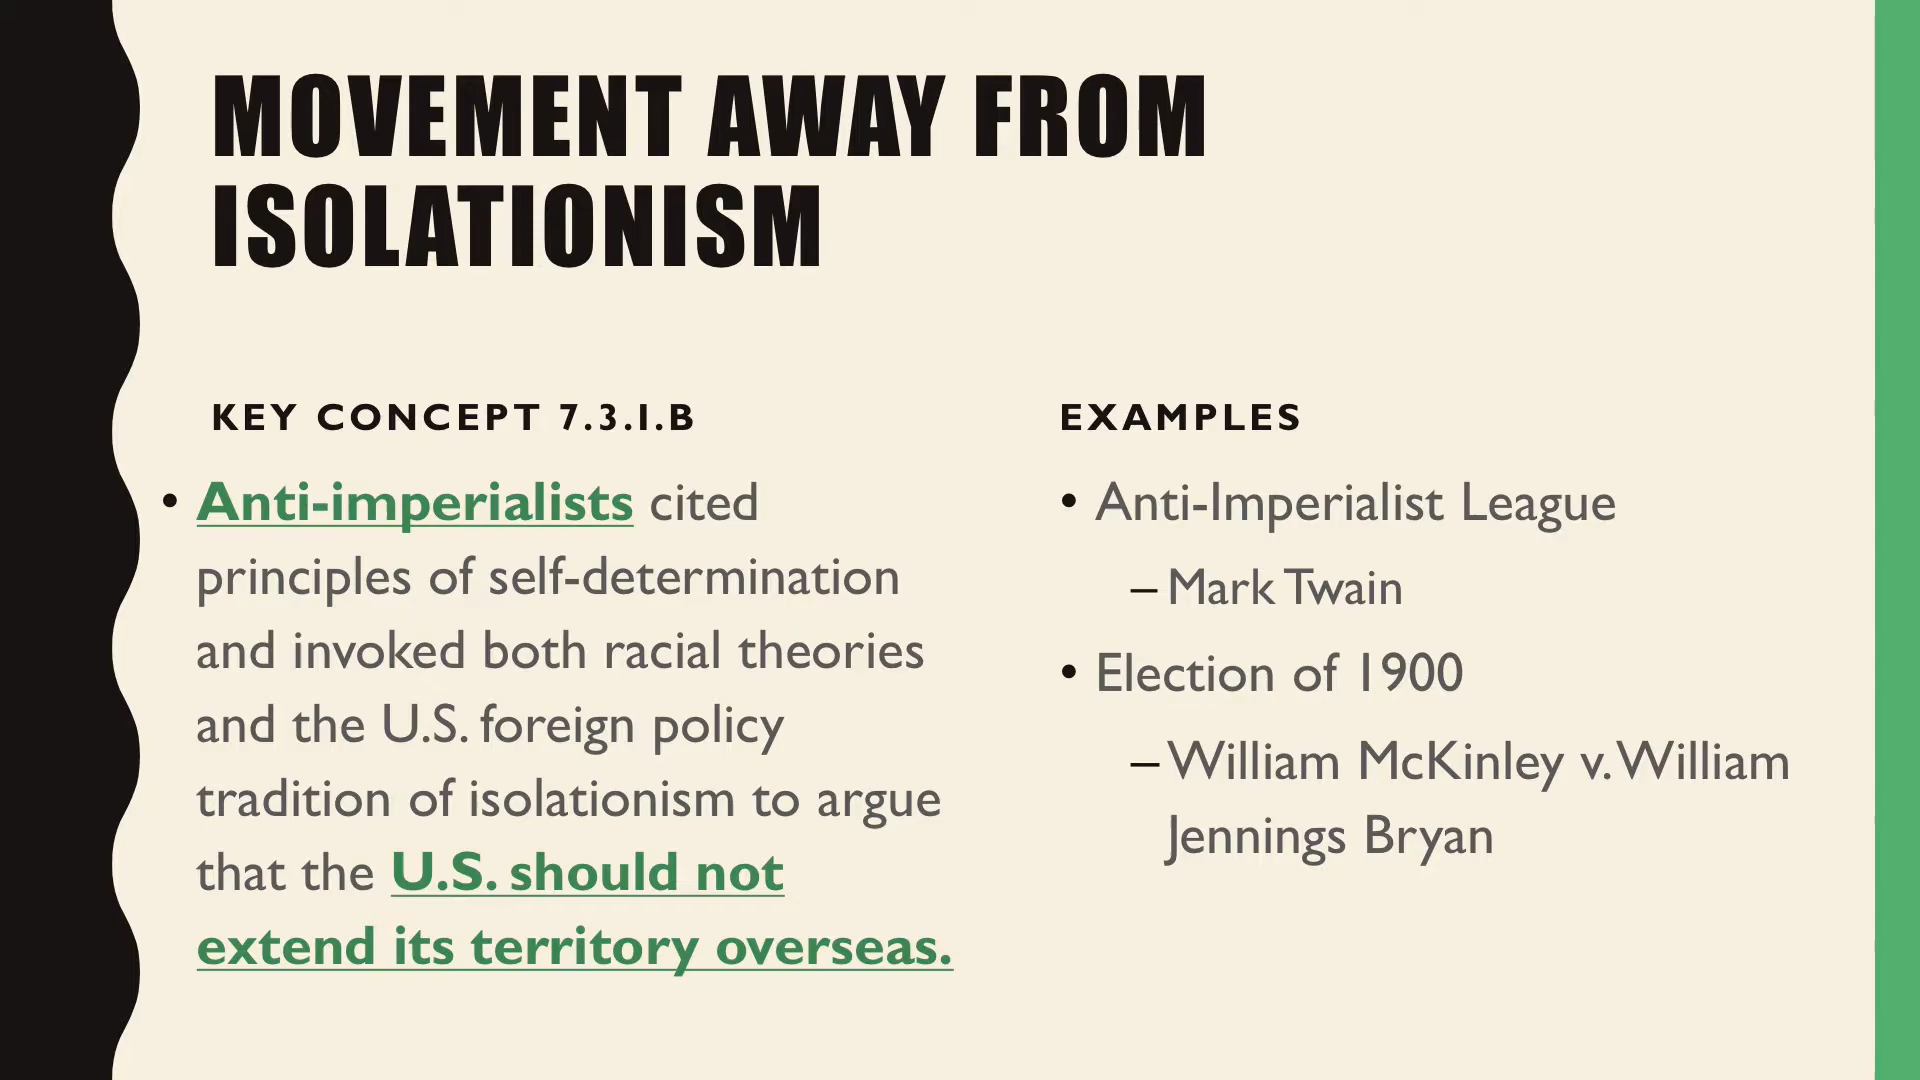 MOVEMENT AWAY FROM
ISOLATIONISM
KEY CONCEPT 7.3.I.B
• Anti-imperialists cited
principles of self-determination
and invoked both racial theories
and the U.S. foreign policy
tradition of isolationism to argue
that the U.S. should not
extend its territory overseas.
EXAMPLES
• Anti-Imperialist League
– Mark Twain
• Election of 1900
– William McKinley v. William
Jennings Bryan